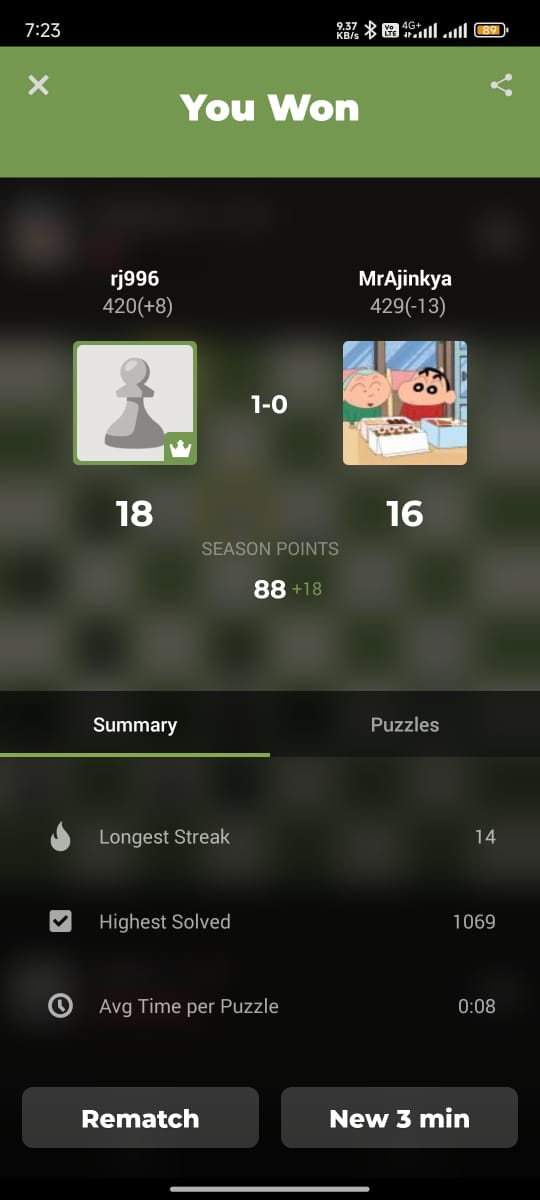 7:23
9.37 KB/s Vo LTE 4G+ 89
You Won
rj996 MrAjinkya
420(+8) 429(-13)
1-0
18 16
SEASON POINTS
88 +18
Summary Puzzles
Longest Streak 14
Highest Solved 1069
Avg Time per Puzzle 0:08
Rematch New 3 min